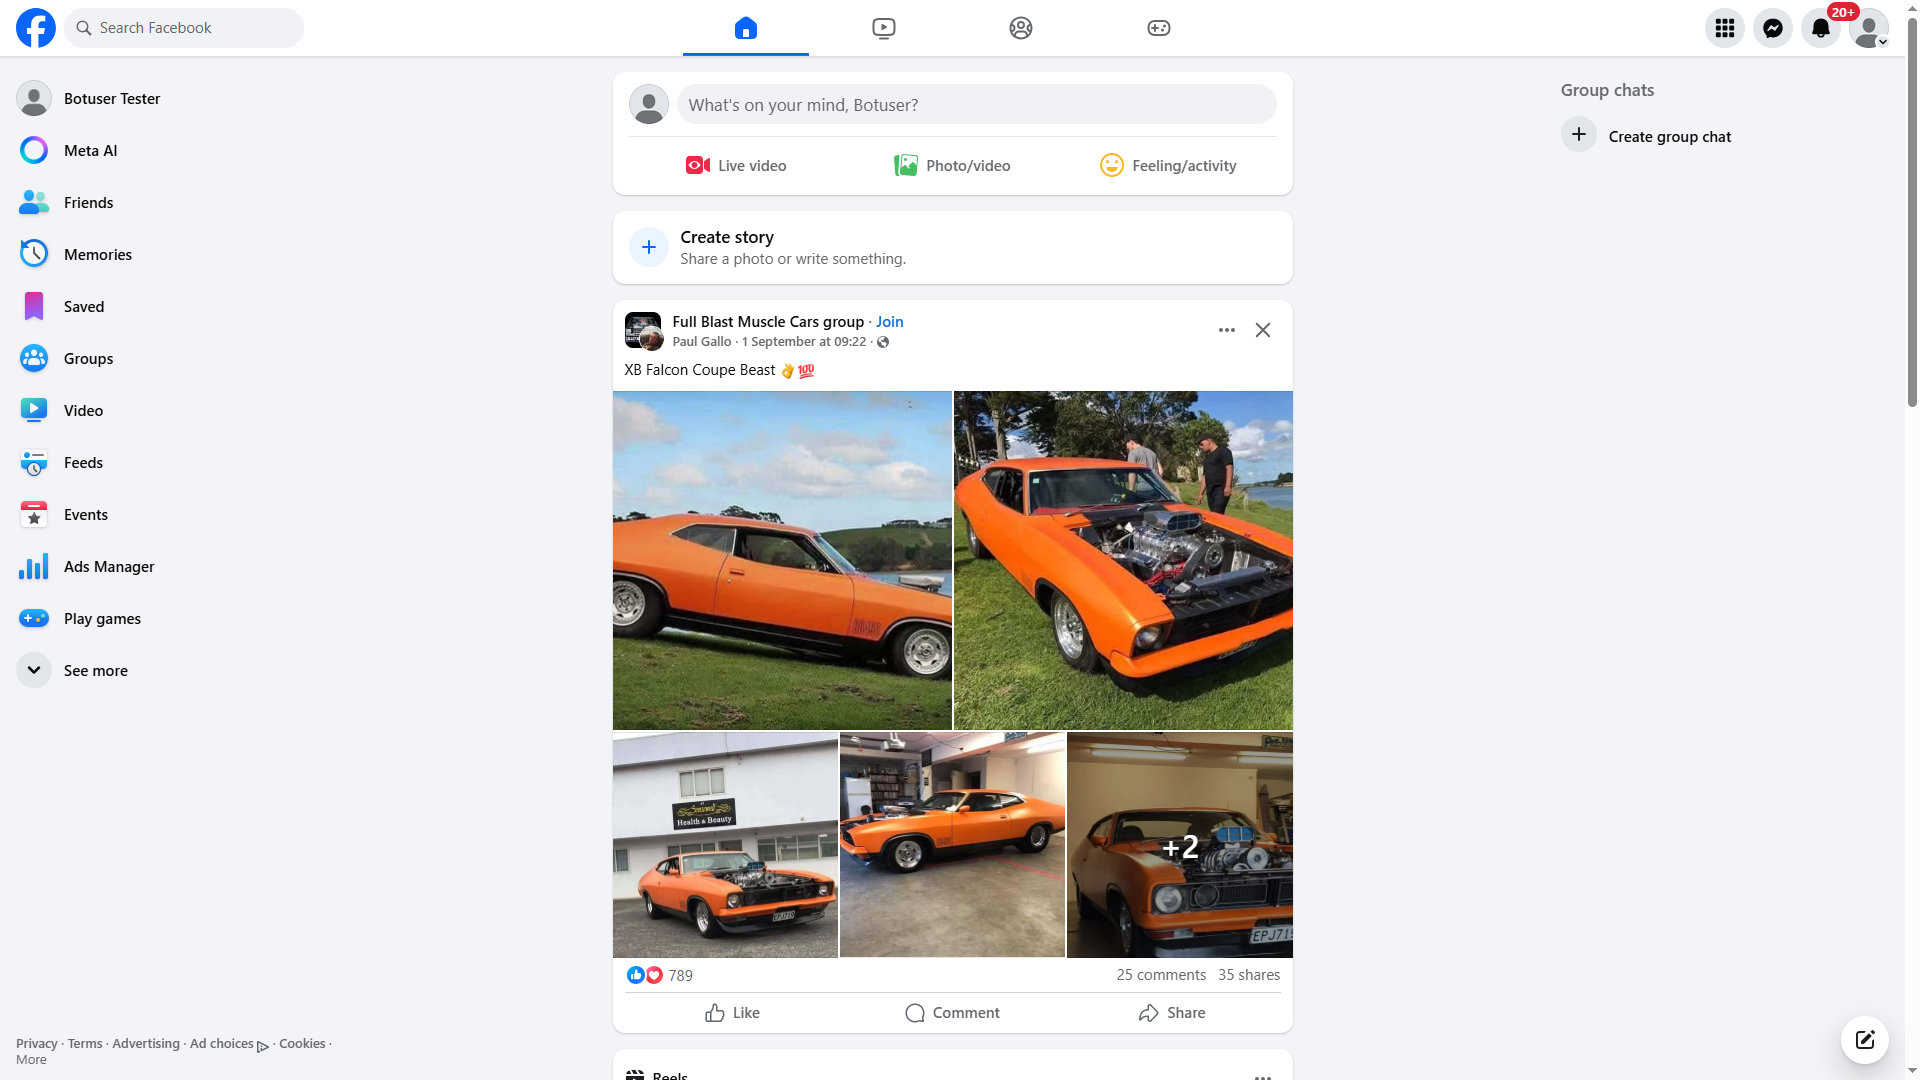 Search Facebook
20+
Botuser Tester
Meta AI
Friends
Memories
Saved
Groups
Video
Feeds
Events
Ads Manager
Play games
See more
Privacy · Terms · Advertising · Ad choices · Cookies ·
More
What's on your mind, Botuser?
Live video
Photo/video
Feeling/activity
Create story
Share a photo or write something.
Full Blast Muscle Cars group · Join
Paul Gallo · 1 September at 09:22 ·
XB Falcon Coupe Beast 👌💯
Health & Beauty
EPJ719
+2
EPJ719
789
25 comments 35 shares
Like
Comment
Share
Reels
Group chats
Create group chat